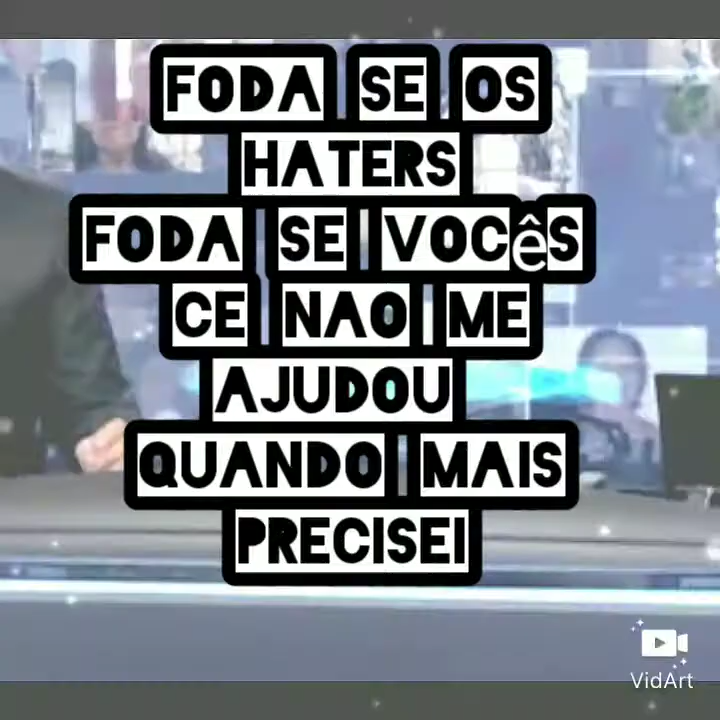 FODA SE OS
HATERS
FODA SE VOCêS
CE NAO ME
AJUDOU
QUANDO MAIS
PRECISEI
VidArt